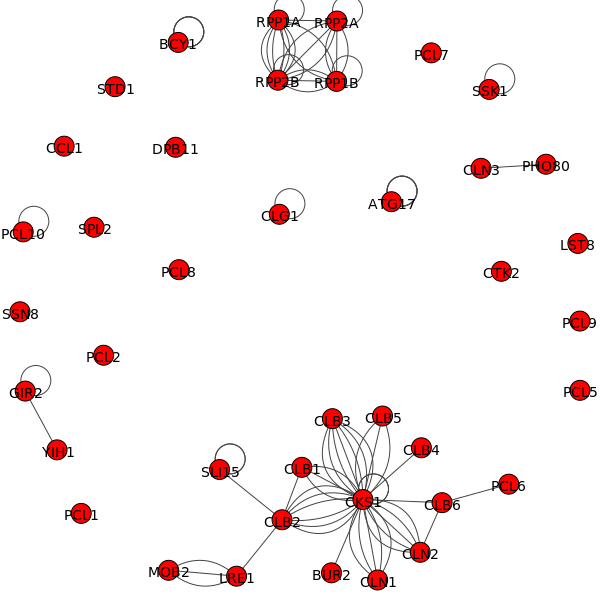 RPP1A
RPP2A
BCY1
PCL7
RPP2B
RPP1B
STD1
SSK1
CCL1
DPB11
CLN3
PHO80
CLG1
ATG17
PCL10
SPL2
LST8
PCL8
CTK2
SSN8
PCL9
PCL2
GIR2
PCL5
CLB3
CLB5
YIH1
CLB4
SLI15
CLB1
PCL6
CKS1
CLB6
PCL1
CLB2
CLN2
MOB2
LRE1
BUR2
CLN1